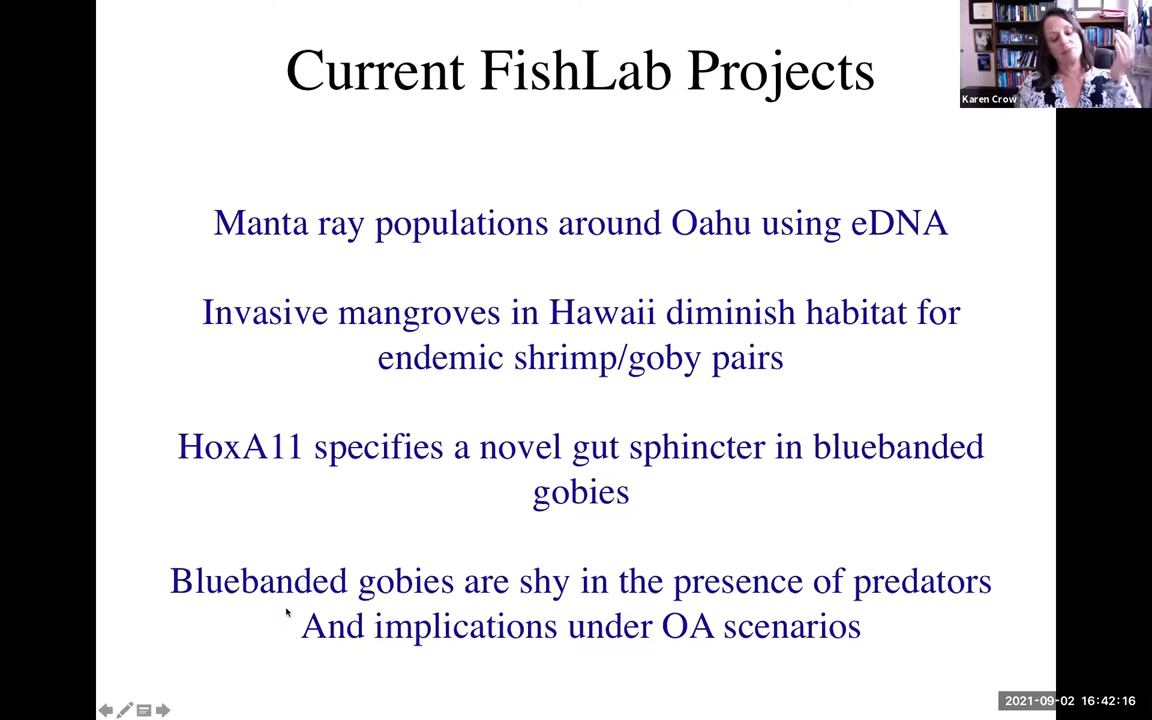 Current FishLab Projects
Karen Crow
Manta ray populations around Oahu using eDNA
Invasive mangroves in Hawaii diminish habitat for
endemic shrimp/goby pairs
HoxA11 specifies a novel gut sphincter in bluebanded
gobies
Bluebanded gobies are shy in the presence of predators
And implications under OA scenarios
2021-09-02 16:42:16